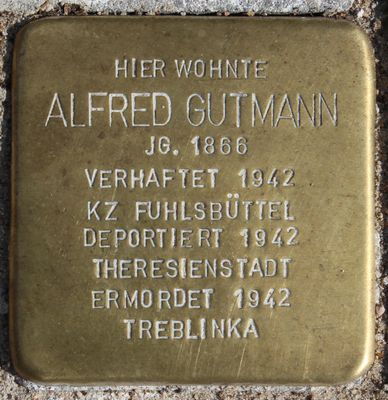 HIER WOHNTE
ALFRED GUTMANN
JG. 1866
VERHAFTET 1942
KZ FUHLSBÜTTEL
DEPORTIERT 1942
THERESIENSTADT
ERMORDET 1942
TREBLINKA